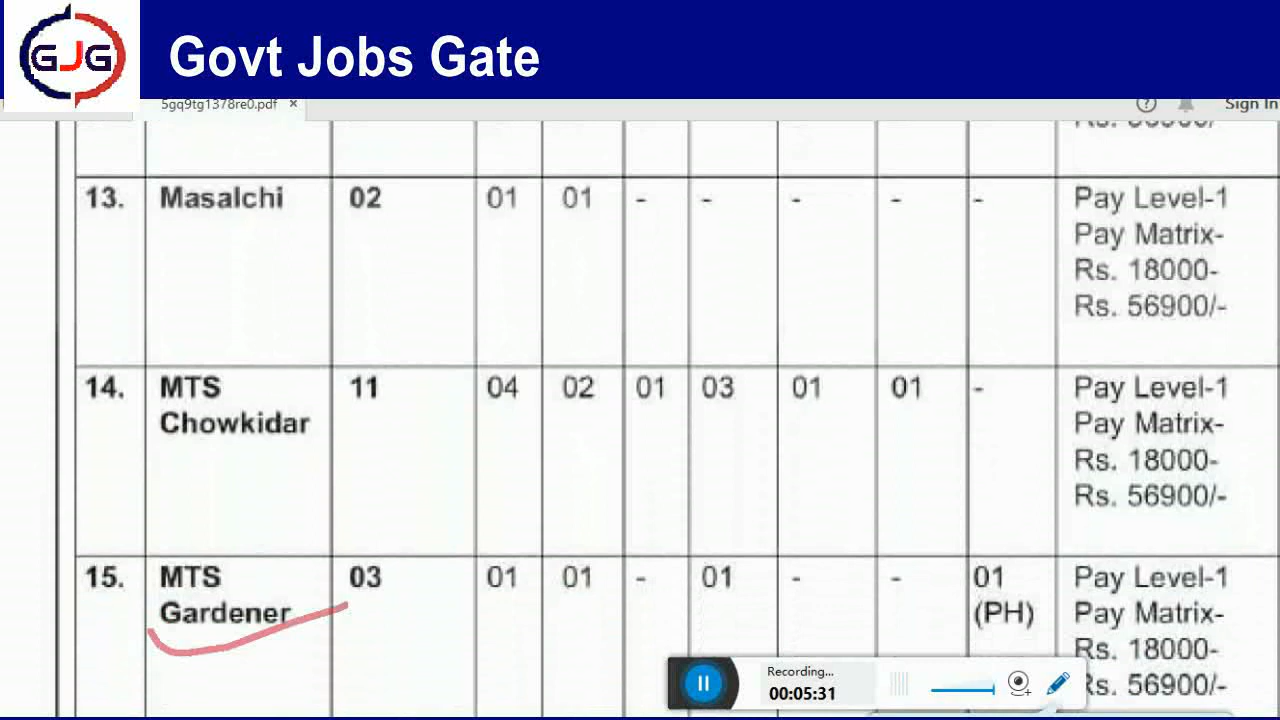 GJG
Govt Jobs Gate
5gq9tg1378re0.pdf ×
? Sign In
13. Masalchi 02 01 01 - - - - - Pay Level-1
Pay Matrix-
Rs. 18000-
Rs. 56900/-
14. MTS 11 04 02 01 03 01 01 - Pay Level-1
Chowkidar Pay Matrix-
Rs. 18000-
Rs. 56900/-
15. MTS 03 01 01 - 01 - - 01 Pay Level-1
Gardener (PH) Pay Matrix-
Rs. 18000-
Rs. 56900/-
Recording...
00:05:31